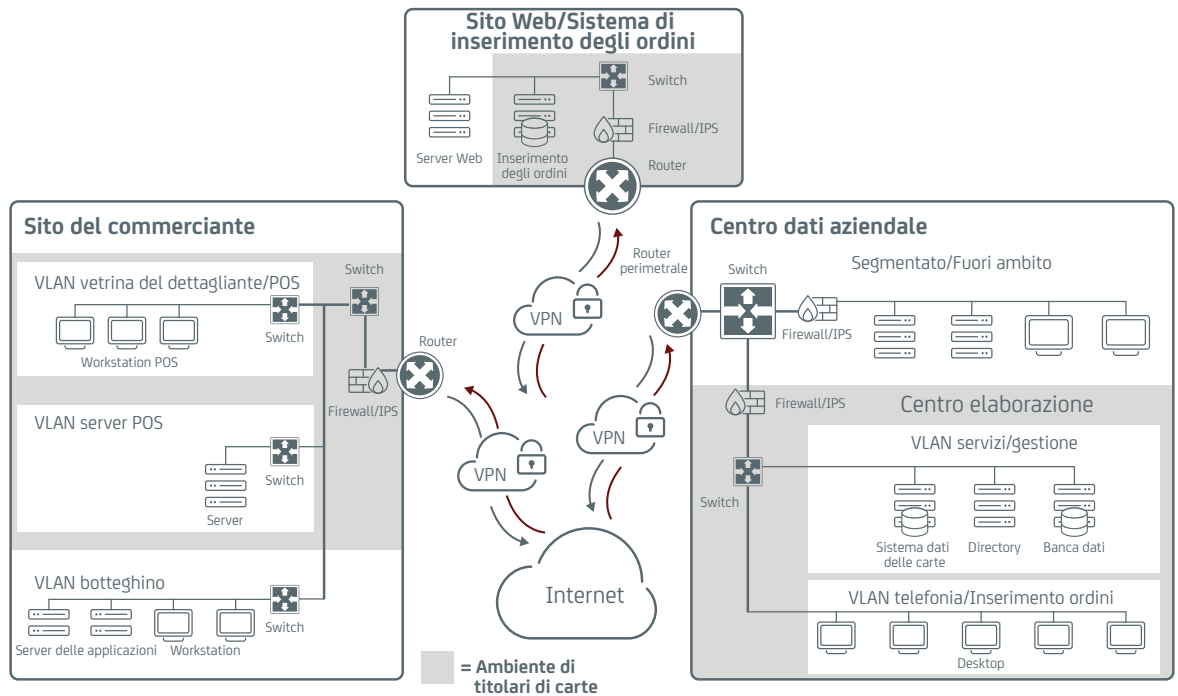 Sito Web/Sistema di
inserimento degli ordini
Switch
Firewall/IPS
Server Web
Inserimento
degli ordini
Router
Sito del commerciante
VLAN vetrina del dettagliante/POS
Switch
Switch
Workstation POS
Router
Firewall/IPS
VLAN server POS
Switch
Server
VLAN botteghino
Switch
Server delle applicazioni
Workstation
VPN
VPN
VPN
Internet
= Ambiente di
titolari di carte
Centro dati aziendale
Router
perimetrale
Switch
Segmentato/Fuori ambito
Firewall/IPS
Firewall/IPS
Centro elaborazione
VLAN servizi/gestione
Switch
Sistema dati
delle carte
Directory
Banca dati
VLAN telefonia/Inserimento ordini
Desktop